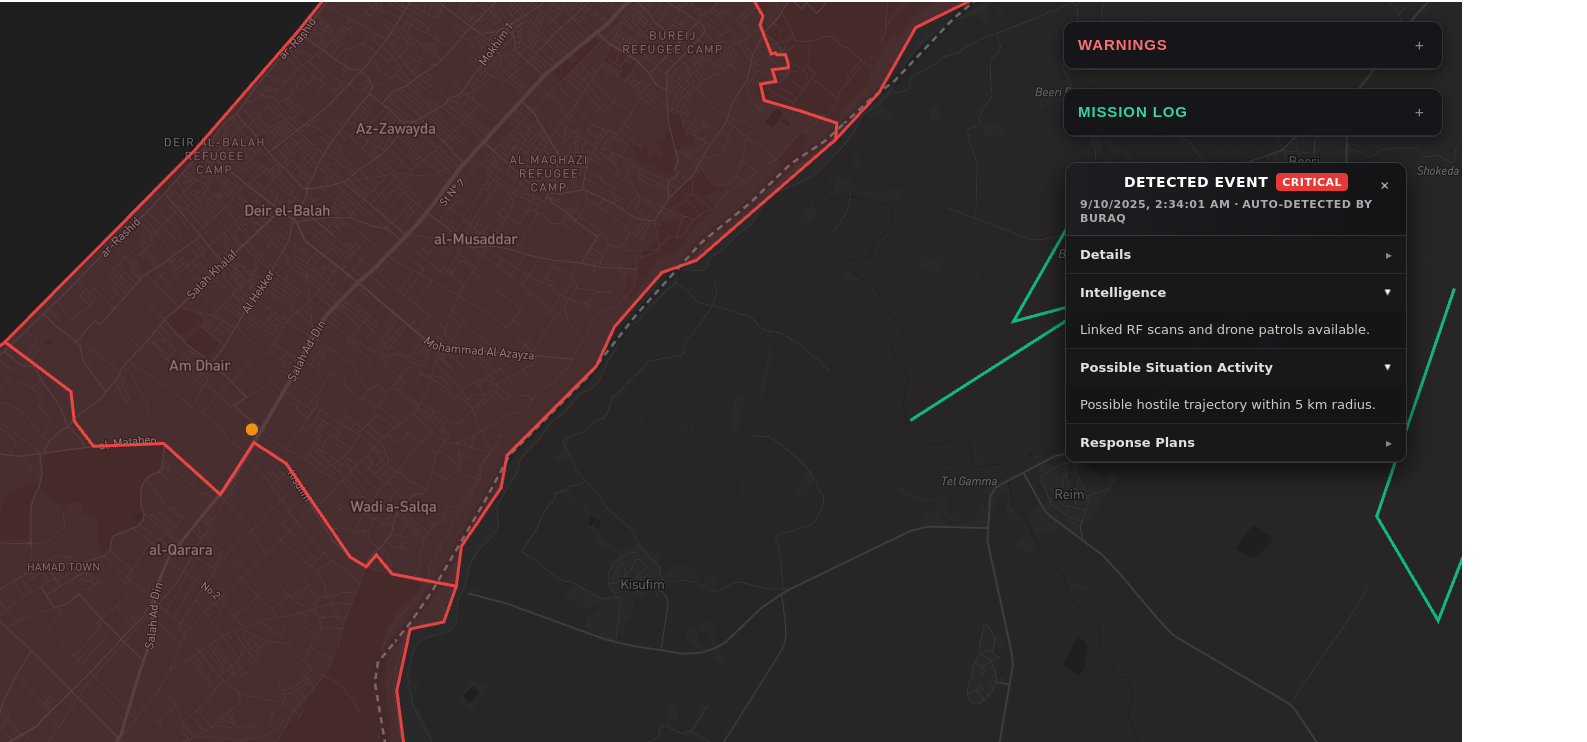 ar-Rashid
Mokhim 1
BUREIJ
REFUGEE CAMP
WARNINGS
+
Beeri
MISSION LOG
+
Az-Zawayda
DEIR AL-BALAH
REFUGEE
CAMP
AL MAGHAZI
REFUGEE
CAMP
St N° 7
Beeri
Shokeda
DETECTED EVENT CRITICAL ×
9/10/2025, 2:34:01 AM · AUTO-DETECTED BY
BURAQ
Deir el-Balah
ar-Rashid
al-Musaddar
Details ▸
Salah Khalaf
Al Hekker
Intelligence ▼
Linked RF scans and drone patrols available.
Salah Ad-Din
Mohammad Al Azayza
Am Dhair
Possible Situation Activity ▼
Possible hostile trajectory within 5 km radius.
al-Matahen
Response Plans ▸
Kisufim
Tel Gamma
Reim
Wadi a-Salqa
al-Qarara
HAMAD TOWN
No.2
Salah Ad-Din
Kisufim